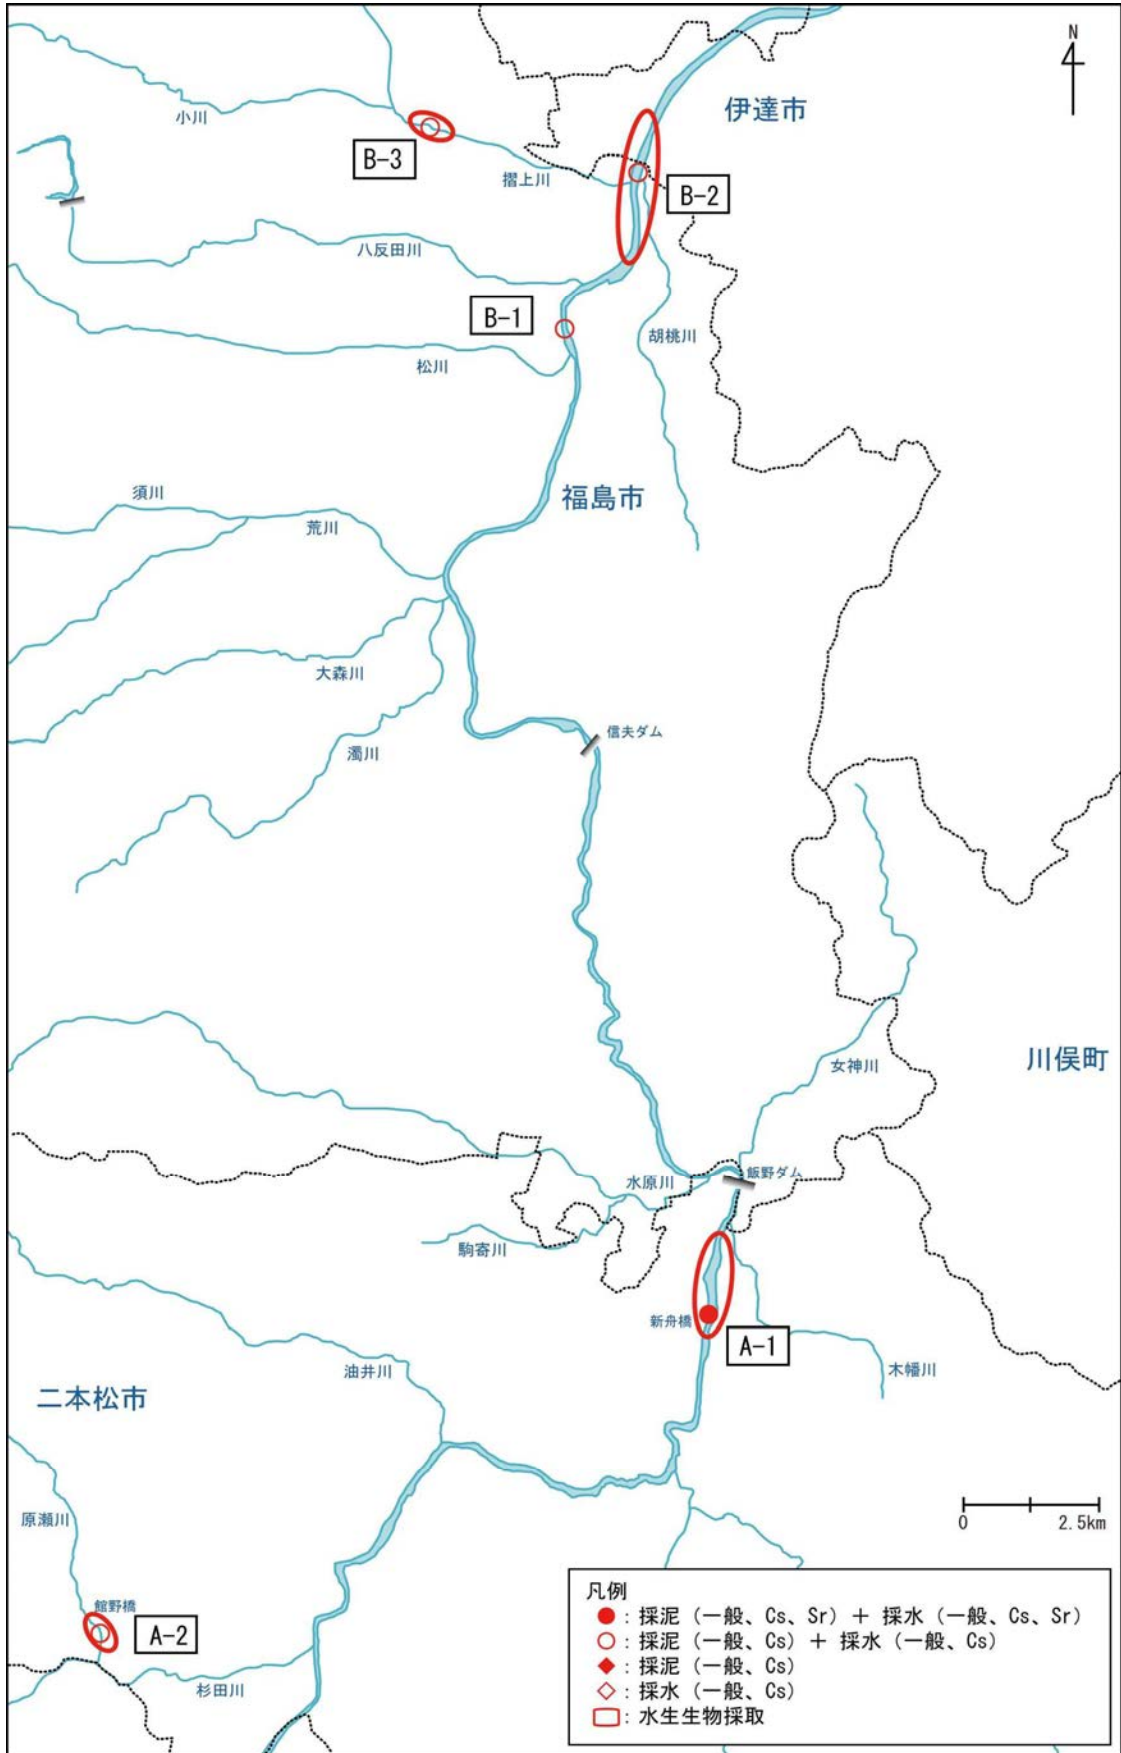 N
伊達市
小川
B-3
摺上川
B-2
八反田川
B-1
胡桃川
松川
福島市
須川
荒川
大森川
信夫ダム
濁川
川俣町
女神川
飯野ダム
水原川
駒寄川
新舟橋
A-1
木幡川
油井川
二本松市
原瀬川
0 2.5km
館野橋
A-2
杉田川
凡例
●：採泥（一般、Cs、Sr）＋ 採水（一般、Cs、Sr）
○：採泥（一般、Cs）＋ 採水（一般、Cs）
◆：採泥（一般、Cs）
◇：採水（一般、Cs）
：水生生物採取